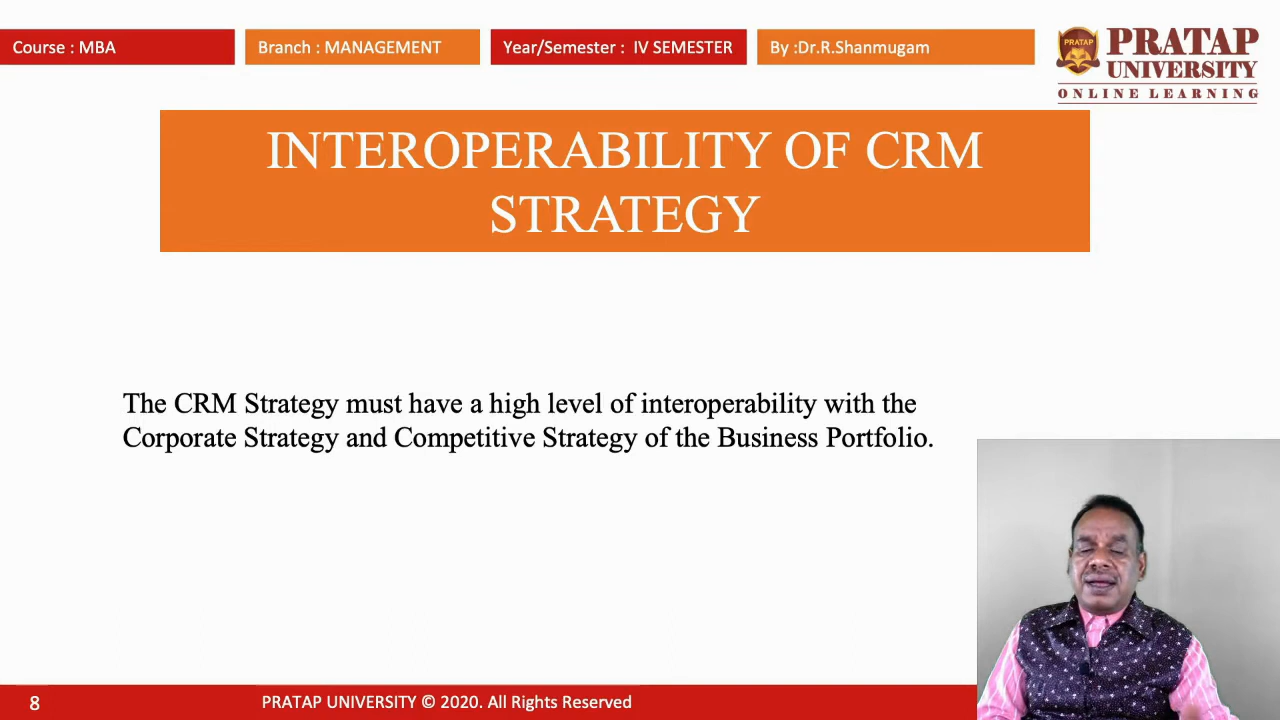 Course : MBA
Branch : MANAGEMENT
Year/Semester :  IV SEMESTER
By :Dr.R.Shanmugam
PRATAP
PRATAP
UNIVERSITY
ONLINE LEARNING
INTEROPERABILITY OF CRM
STRATEGY
The CRM Strategy must have a high level of interoperability with the
Corporate Strategy and Competitive Strategy of the Business Portfolio.
8
PRATAP UNIVERSITY © 2020. All Rights Reserved